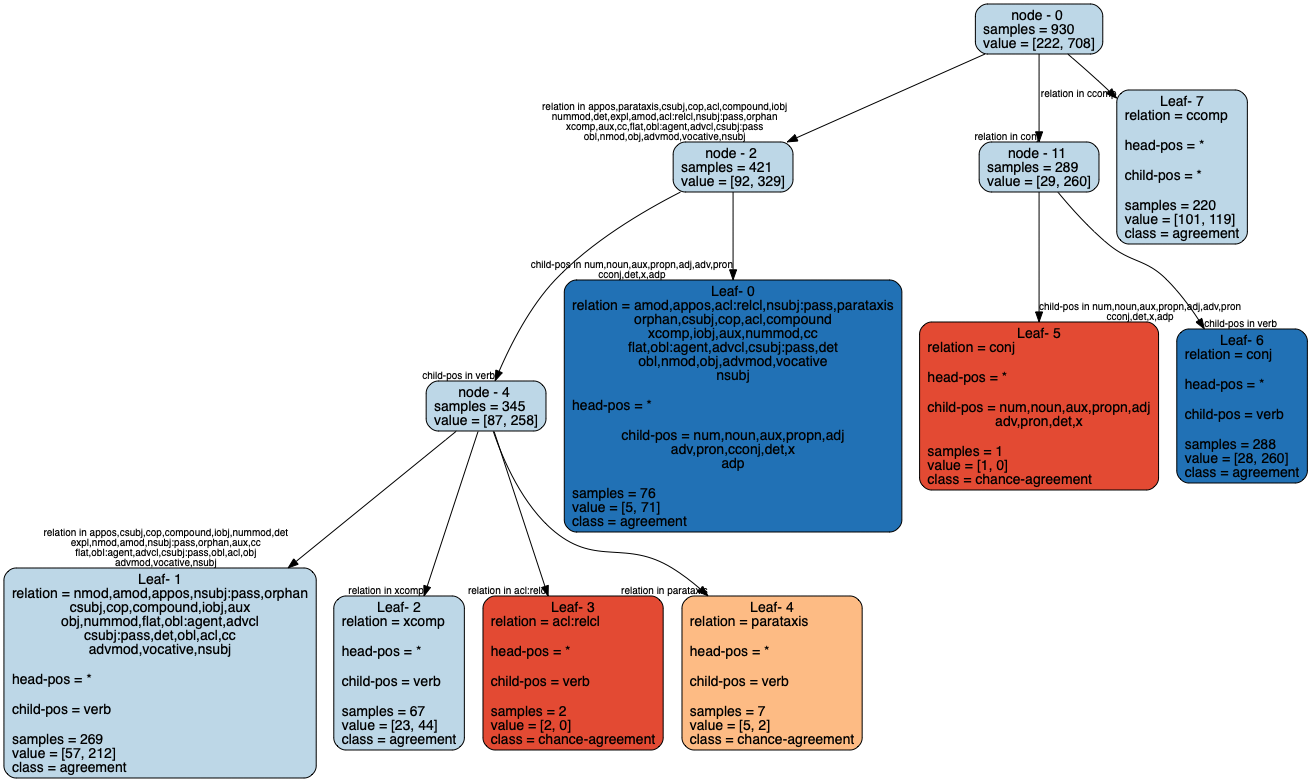 node - 0
samples = 930
value = [222, 708]
relation in appos,parataxis,csubj,cop,acl,compound,iobj
nummod,det,expl,amod,acl:relcl,nsubj:pass,orphan
xcomp,aux,cc,flat,obl:agent,advcl,csubj:pass
obl,nmod,obj,advmod,vocative,nsubj
relation in conj
relation in ccomp
node - 2
samples = 421
value = [92, 329]
node - 11
samples = 289
value = [29, 260]
Leaf- 7
relation = ccomp
head-pos = *
child-pos = *
samples = 220
value = [101, 119]
class = agreement
child-pos in verb
child-pos in num,noun,aux,propn,adj,adv,pron
cconj,det,x,adp
child-pos in num,noun,aux,propn,adj,adv,pron
cconj,det,x,adp
child-pos in verb
node - 4
samples = 345
value = [87, 258]
Leaf- 0
relation = amod,appos,acl:relcl,nsubj:pass,parataxis
orphan,csubj,cop,acl,compound
xcomp,iobj,aux,nummod,cc
flat,obl:agent,advcl,csubj:pass,det
obl,nmod,obj,advmod,vocative
nsubj
head-pos = *
child-pos = num,noun,aux,propn,adj
adv,pron,cconj,det,x
adp
samples = 76
value = [5, 71]
class = agreement
Leaf- 5
relation = conj
head-pos = *
child-pos = num,noun,aux,propn,adj
adv,pron,det,x
samples = 1
value = [1, 0]
class = chance-agreement
Leaf- 6
relation = conj
head-pos = *
child-pos = verb
samples = 288
value = [28, 260]
class = agreement
relation in appos,csubj,cop,compound,iobj,nummod,det
expl,nmod,amod,nsubj:pass,orphan,aux,cc
flat,obl:agent,advcl,csubj:pass,obl,acl,obj
advmod,vocative,nsubj
relation in xcomp
relation in acl:relcl
relation in parataxis
Leaf- 1
relation = nmod,amod,appos,nsubj:pass,orphan
csubj,cop,compound,iobj,aux
obj,nummod,flat,obl:agent,advcl
csubj:pass,det,obl,acl,cc
advmod,vocative,nsubj
head-pos = *
child-pos = verb
samples = 269
value = [57, 212]
class = agreement
Leaf- 2
relation = xcomp
head-pos = *
child-pos = verb
samples = 67
value = [23, 44]
class = agreement
Leaf- 3
relation = acl:relcl
head-pos = *
child-pos = verb
samples = 2
value = [2, 0]
class = chance-agreement
Leaf- 4
relation = parataxis
head-pos = *
child-pos = verb
samples = 7
value = [5, 2]
class = chance-agreement